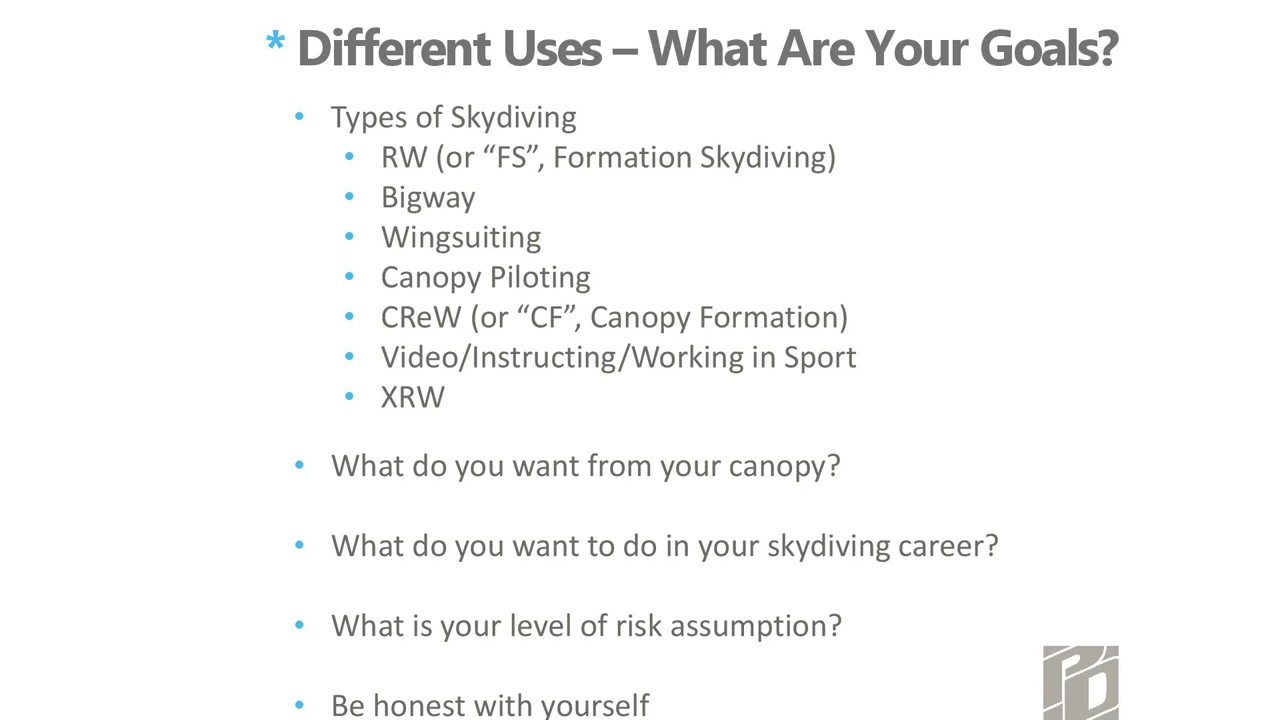 * Different Uses – What Are Your Goals?
• Types of Skydiving
• RW (or “FS”, Formation Skydiving)
• Bigway
• Wingsuiting
• Canopy Piloting
• CReW (or “CF”, Canopy Formation)
• Video/Instructing/Working in Sport
• XRW
• What do you want from your canopy?
• What do you want to do in your skydiving career?
• What is your level of risk assumption?
• Be honest with yourself
PD